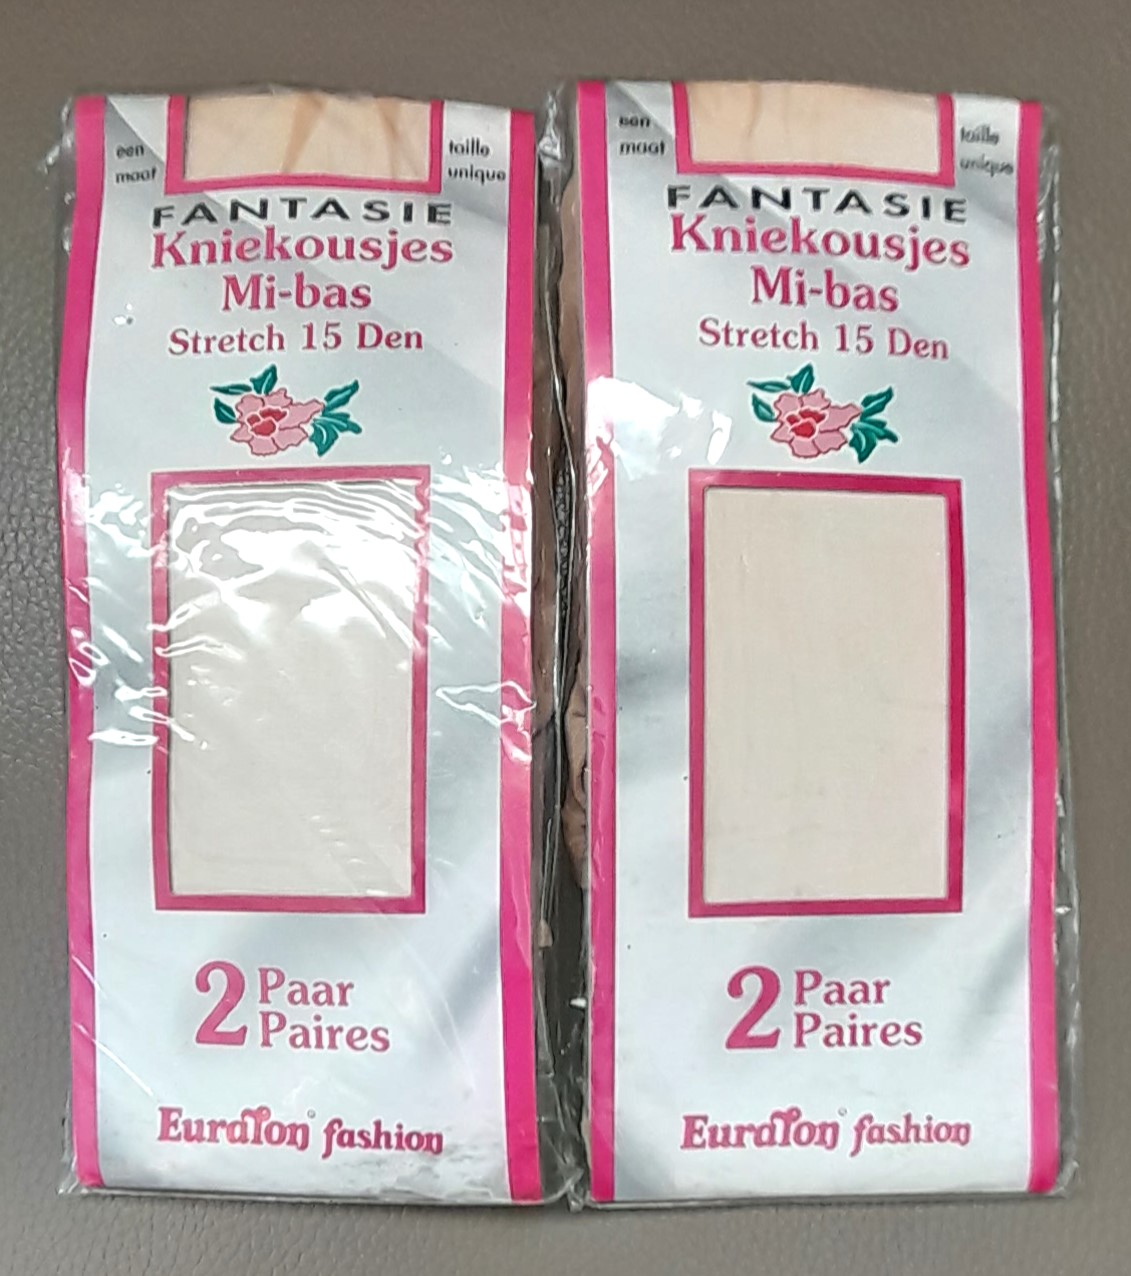 een
maat
taille
unique
FANTASIE
Kniekousjes
Mi-bas
Stretch 15 Den
2 Paar
Paires
Euralon fashion
een
maat
taille
unique
FANTASIE
Kniekousjes
Mi-bas
Stretch 15 Den
2 Paar
Paires
Euralon fashion